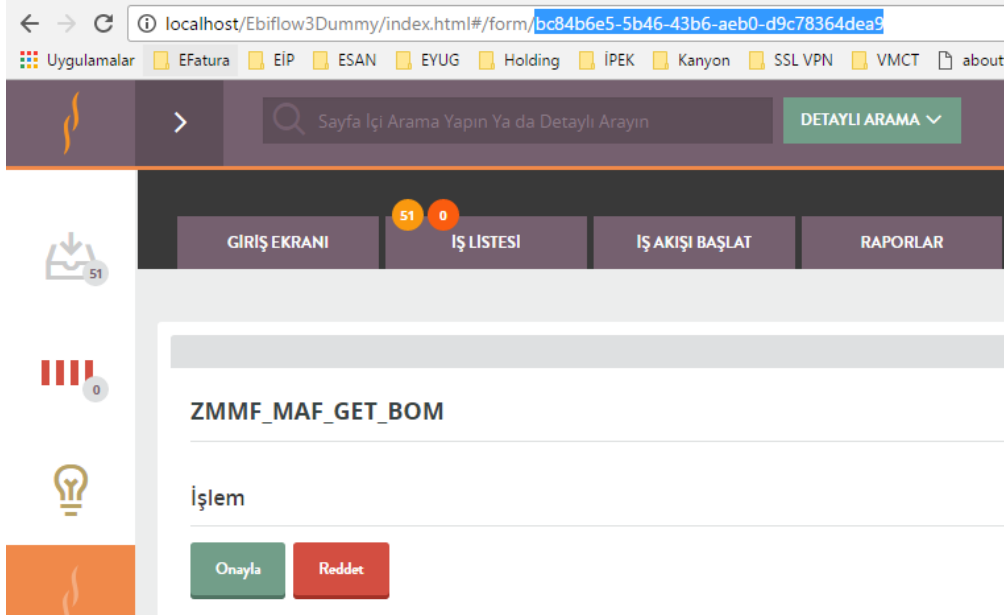 localhost/Ebiflow3Dummy/index.html#/form/bc84b6e5-5b46-43b6-aeb0-d9c78364dea9
Uygulamalar EFatura EİP ESAN EYUG Holding İPEK Kanyon SSL VPN VMCT about
Sayfa İçi Arama Yapın Ya da Detaylı Arayın DETAYLI ARAMA
51 0
GİRİŞ EKRANI İŞ LİSTESİ İŞ AKIŞI BAŞLAT RAPORLAR
51
0
ZMMF_MAF_GET_BOM
İşlem
Onayla Reddet